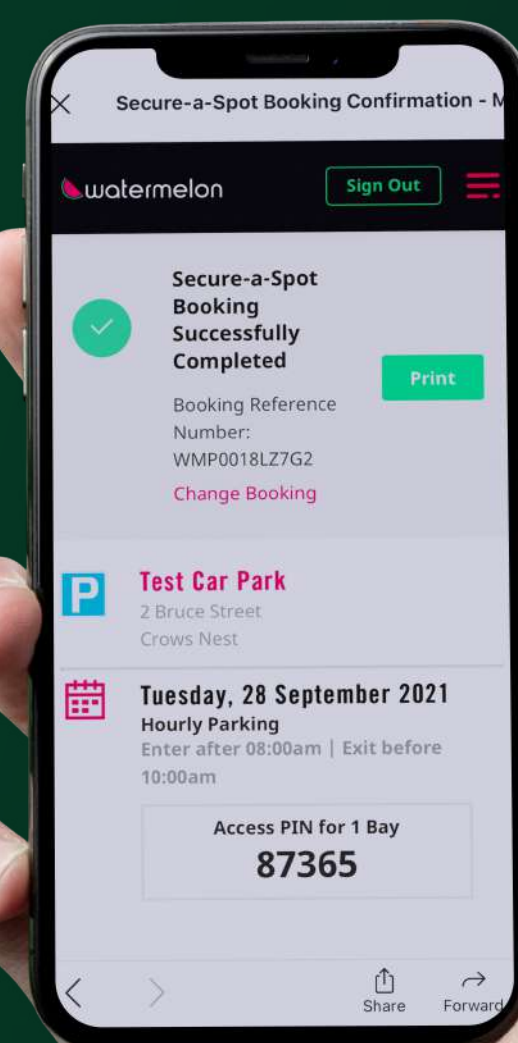 Secure-a-Spot Booking Confirmation - M
watermelon
Sign Out
Secure-a-Spot
Booking
Successfully
Completed
Print
Booking Reference
Number:
WMP0018LZ7G2
Change Booking
P
Test Car Park
2 Bruce Street
Crows Nest
Tuesday, 28 September 2021
Hourly Parking
Enter after 08:00am | Exit before
10:00am
Access PIN for 1 Bay
87365
Share
Forward